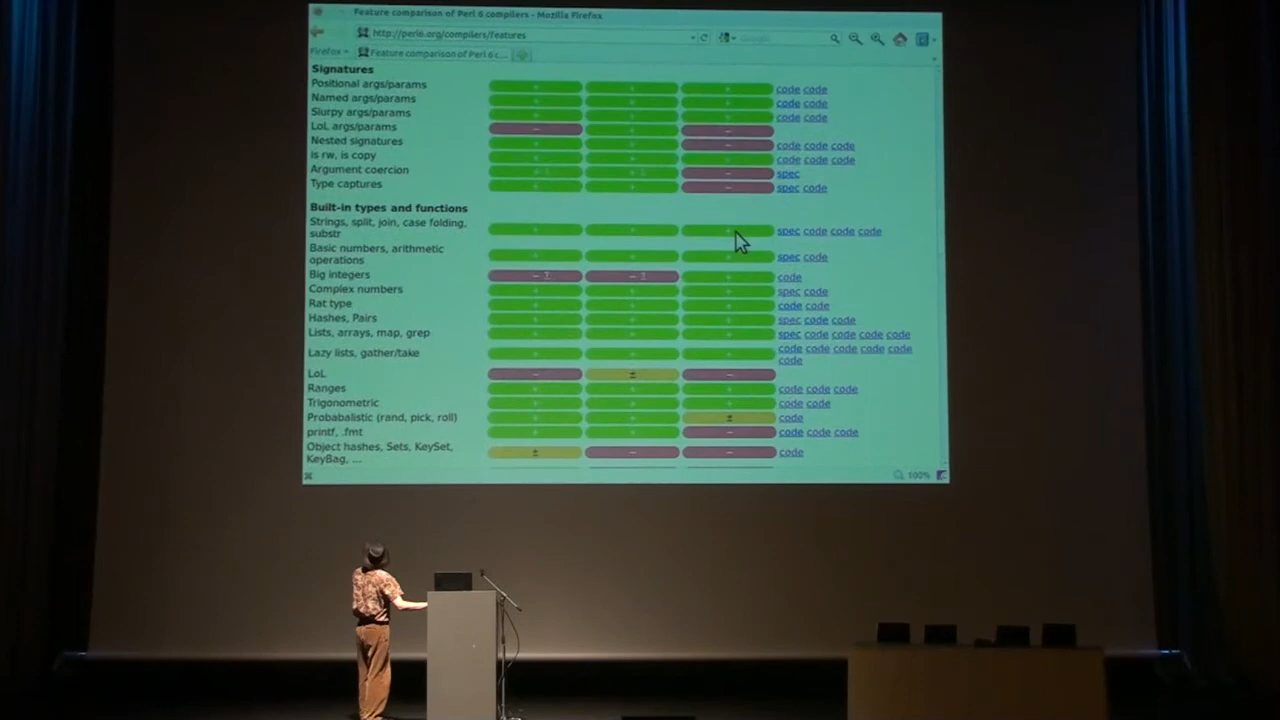 Feature comparison of Perl 6 compilers - Mozilla Firefox
http://perl6.org/compilers/features
Firefox
Feature comparison of Perl 6 c...
Signatures
Positional args/params + + + code code
Named args/params + + + code code
Slurpy args/params + + + code code
LoL args/params − + −
Nested signatures + + − code code code
is rw, is copy + + + code code code
Argument coercion + + − spec
Type captures + + − spec code
Built-in types and functions
Strings, split, join, case folding,
substr + + + spec code code code
Basic numbers, arithmetic
operations + + + spec code
Big integers − − + code
Complex numbers + + + spec code
Rat type + + + code code
Hashes, Pairs + + + spec code code
Lists, arrays, map, grep + + + spec code code code code
Lazy lists, gather/take + + + code code code code code
code
LoL − ± −
Ranges + + + code code code
Trigonometric + + + code code
Probabalistic (rand, pick, roll) + + ± code
printf, .fmt + + − code code code
Object hashes, Sets, KeySet,
KeyBag, ... ± − − code
100%